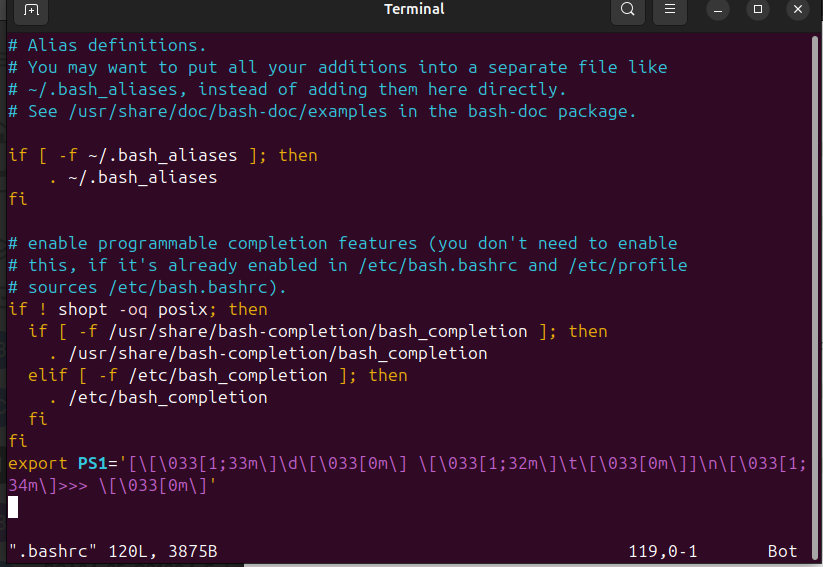 Terminal
# Alias definitions.
# You may want to put all your additions into a separate file like
# ~/.bash_aliases, instead of adding them here directly.
# See /usr/share/doc/bash-doc/examples in the bash-doc package.
if [ -f ~/.bash_aliases ]; then
    . ~/.bash_aliases
fi
# enable programmable completion features (you don't need to enable
# this, if it's already enabled in /etc/bash.bashrc and /etc/profile
# sources /etc/bash.bashrc).
if ! shopt -oq posix; then
  if [ -f /usr/share/bash-completion/bash_completion ]; then
    . /usr/share/bash-completion/bash_completion
  elif [ -f /etc/bash_completion ]; then
    . /etc/bash_completion
  fi
fi
export PS1='[\[\033[1;33m\]\d\[\033[0m\] \[\033[1;32m\]\t\[\033[0m\]]\n\[\033[1;
34m\]>>> \[\033[0m\]'
".bashrc" 120L, 3875B 119,0-1 Bot